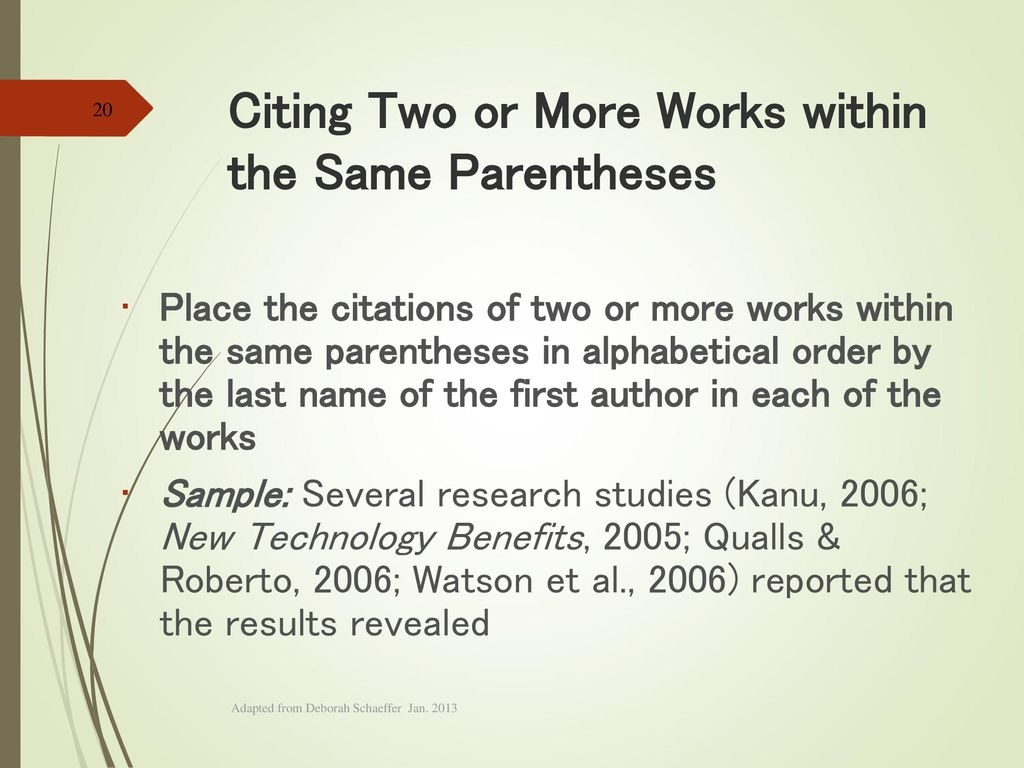 20
Citing Two or More Works within
the Same Parentheses
• Place the citations of two or more works within
the same parentheses in alphabetical order by
the last name of the first author in each of the
works
• Sample: Several research studies (Kanu, 2006;
New Technology Benefits, 2005; Qualls &
Roberto, 2006; Watson et al., 2006) reported that
the results revealed
Adapted from Deborah Schaeffer Jan. 2013